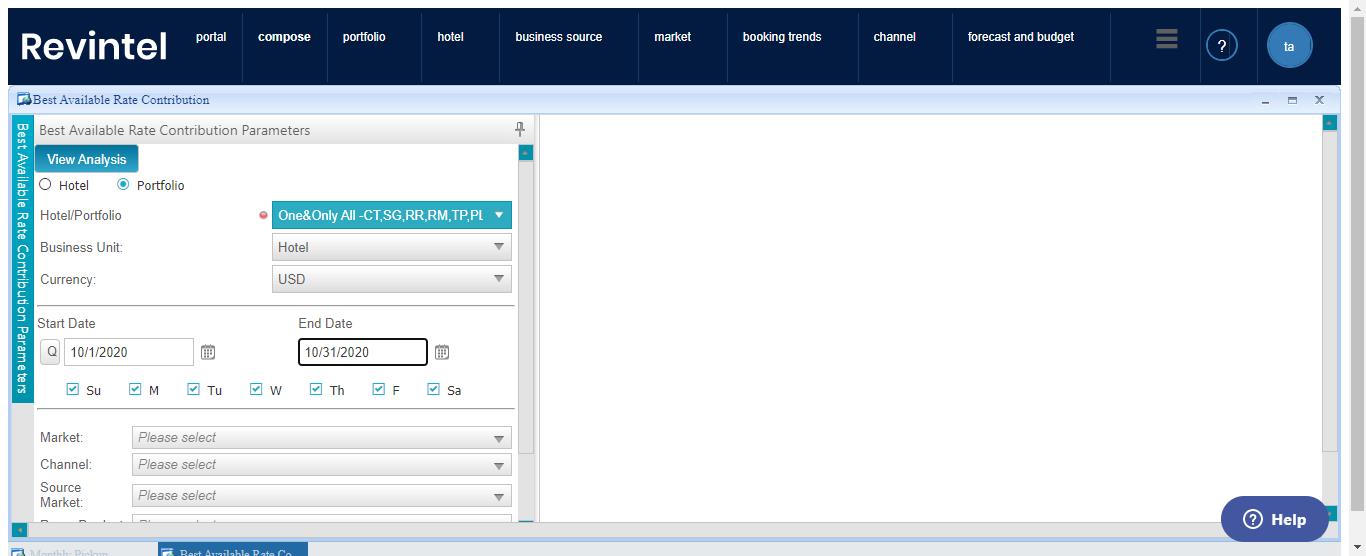 Revintel
portal
compose
portfolio
hotel
business source
market
booking trends
channel
forecast and budget
?
ta
Best Available Rate Contribution
Best Available Rate Contribution Parameters
Best Available Rate Contribution Parameters
View Analysis
Hotel Portfolio
Hotel/Portfolio One&Only All -CT,SG,RR,RM,TP,PL
Business Unit: Hotel
Currency: USD
Start Date End Date
Q 10/1/2020 10/31/2020
Su M Tu W Th F Sa
Market: Please select
Channel: Please select
Source
Market: Please select
? Help
Monthly Pickup
Best Available Rate Co